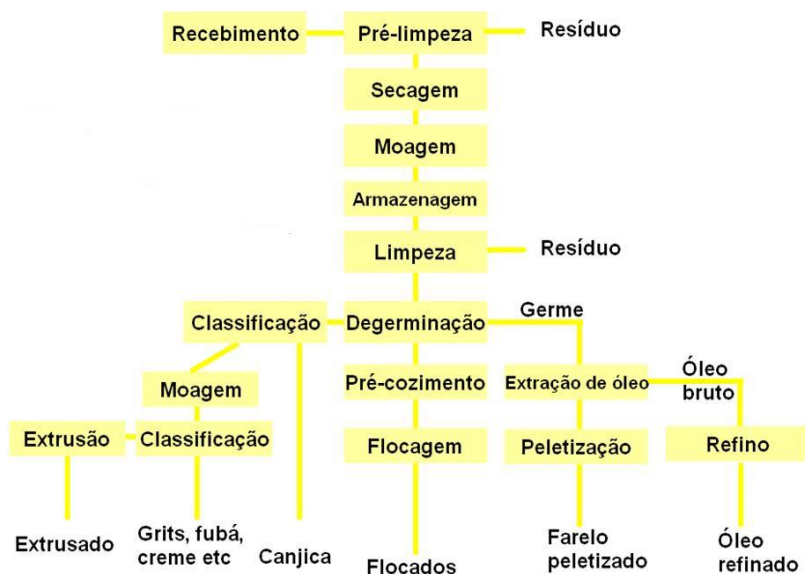 Recebimento
Pré-limpeza
Resíduo
Secagem
Moagem
Armazenagem
Limpeza
Resíduo
Classificação
Degerminação
Germe
Moagem
Pré-cozimento
Extração de óleo
Óleo
bruto
Extrusão
Classificação
Flocagem
Peletização
Refino
Extrusado
Grits, fubá,
creme etc
Canjica
Flocados
Farelo
peletizado
Óleo
refinado